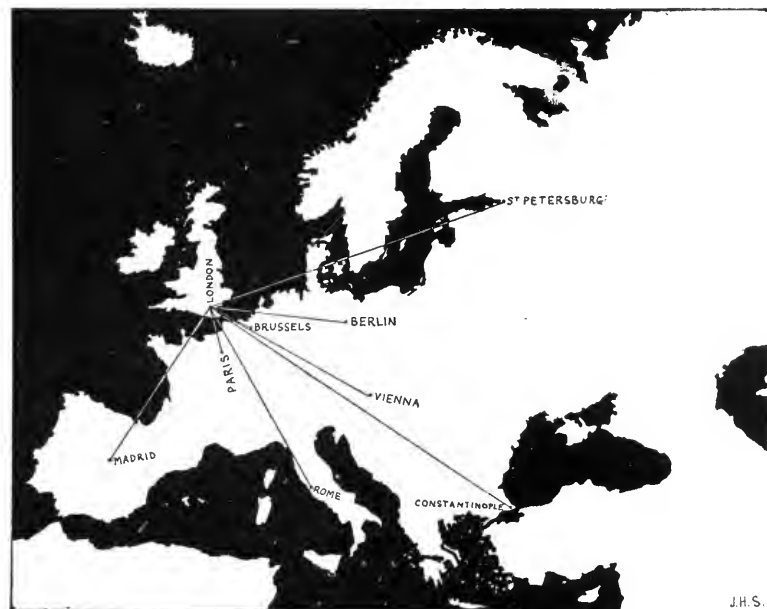 ST PETERSBURG
LONDON
BRUSSELS
BERLIN
PARIS
VIENNA
MADRID
ROME
CONSTANTINOPLE
J.H.S.